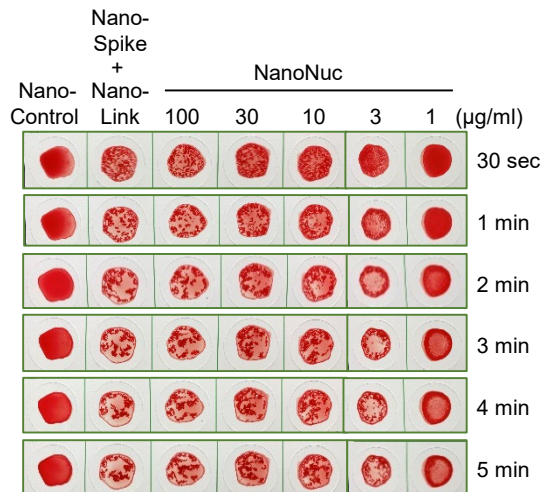 Nano-
Spike
+
Nano-
Link
NanoNuc
Nano-
Control
100 30 10 3 1 (µg/ml)
30 sec
1 min
2 min
3 min
4 min
5 min